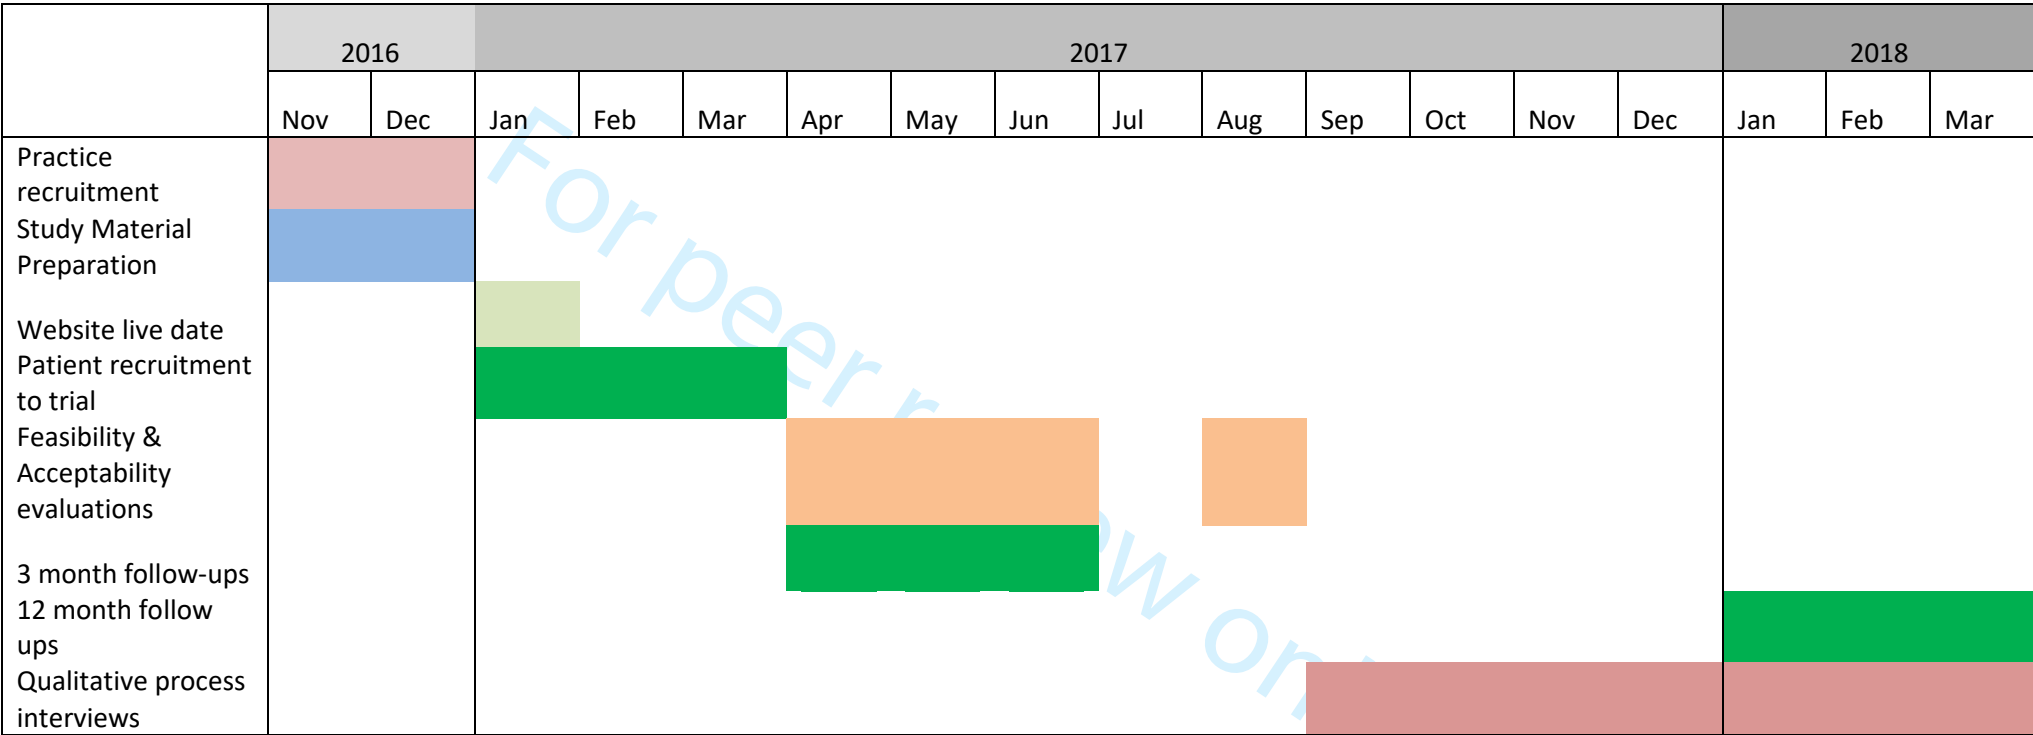 2016 2017 2018
Nov Dec Jan Feb Mar Apr May Jun Jul Aug Sep Oct Nov Dec Jan Feb Mar
Practice
recruitment
Study Material
Preparation
Website live date
Patient recruitment
to trial
Feasibility &
Acceptability
evaluations
3 month follow-ups
12 month follow
ups
Qualitative process
interviews
For peer r
w on